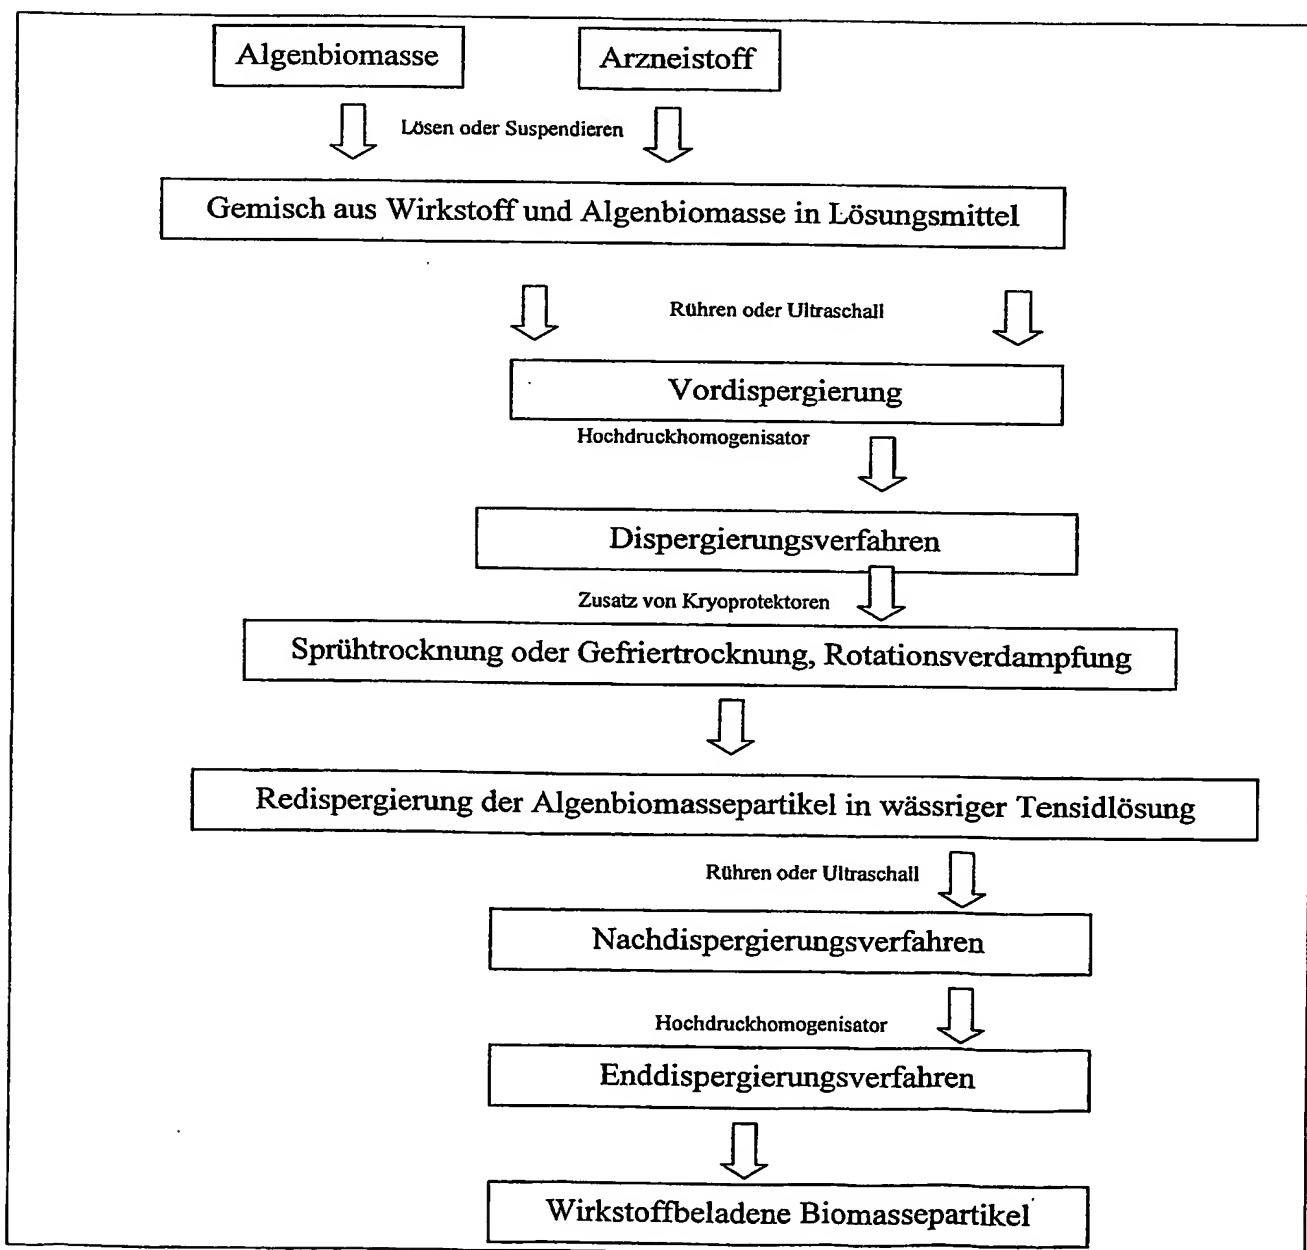 Algenbiomasse
Arzneistoff
Lösen oder Suspendieren
Gemisch aus Wirkstoff und Algenbiomasse in Lösungsmittel
Rühren oder Ultraschall
Vordispergierung
Hochdruckhomogenisator
Dispergierungsverfahren
Zusatz von Kryoprotektoren
Sprühtrocknung oder Gefriertrocknung, Rotationsverdampfung
Redispergierung der Algenbiomassepartikel in wässriger Tensidlösung
Rühren oder Ultraschall
Nachdispergierungsverfahren
Hochdruckhomogenisator
Enddispergierungsverfahren
Wirkstoffbeladene Biomassepartikel